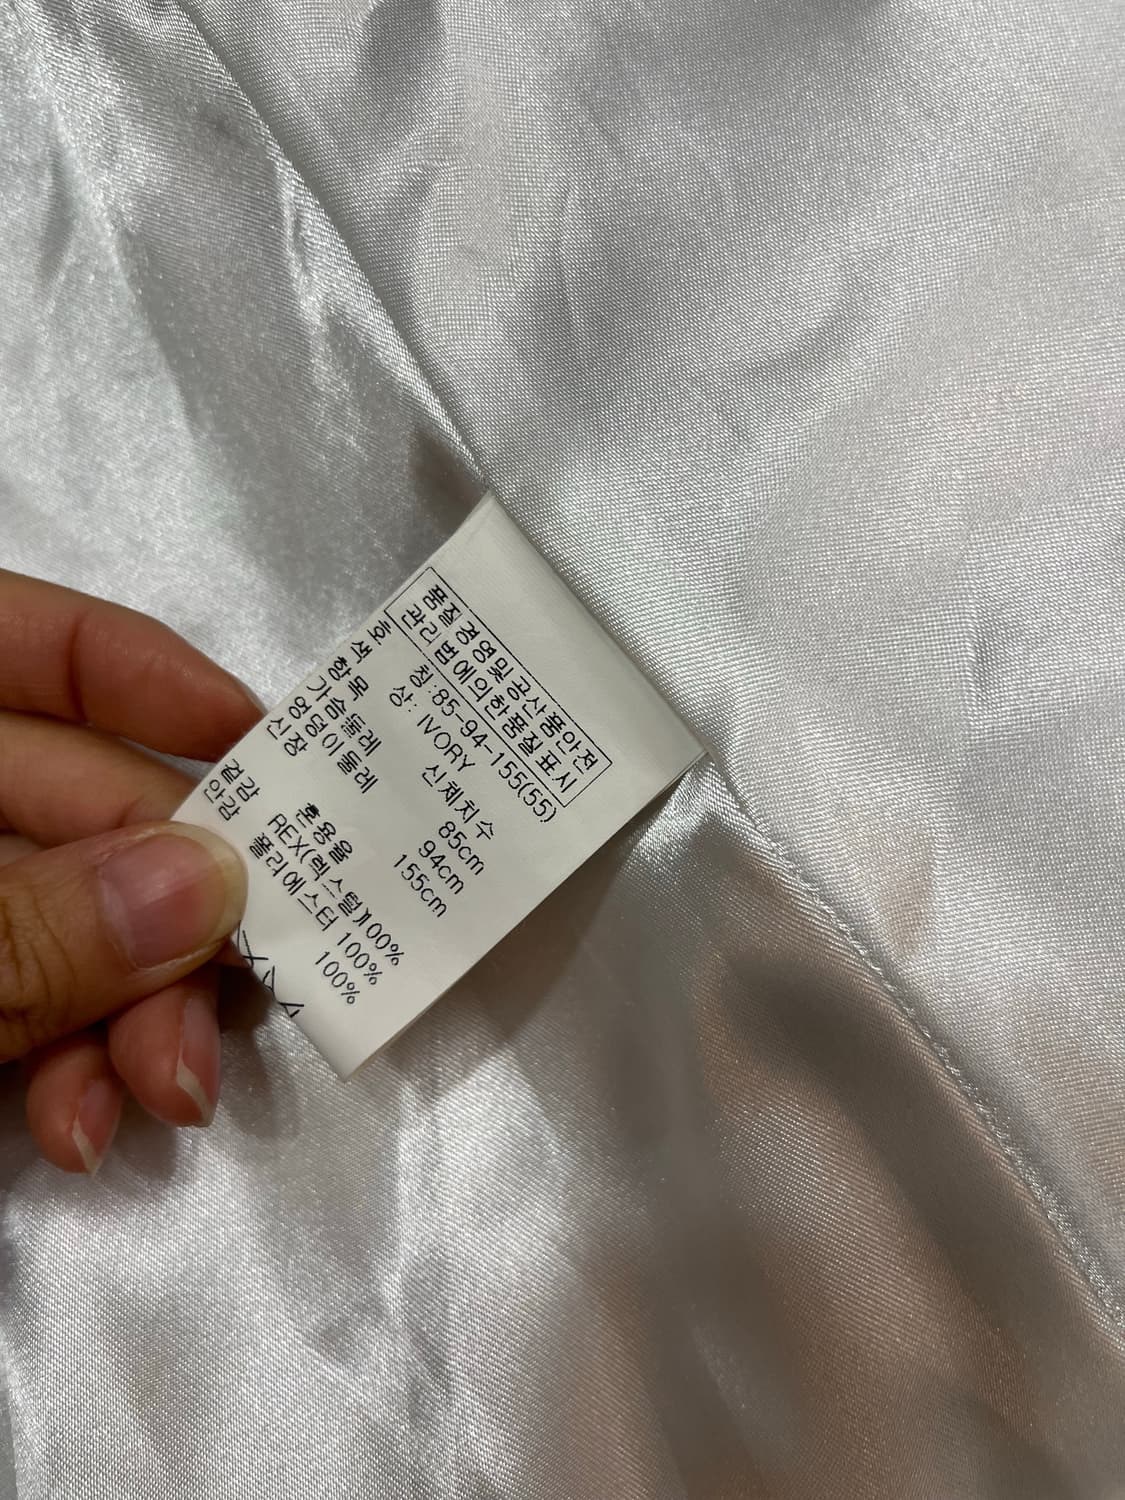 품질경영및공산품안전
관리법에의한품질표시
호 칭:85-94-155(55)
색 상: IVORY
항목 신체치수
가슴둘레 85cm
엉덩이둘레 94cm
신장 155cm
혼용율
겉감 REX(렉스털)100%
안감 폴리에스터 100%
100%